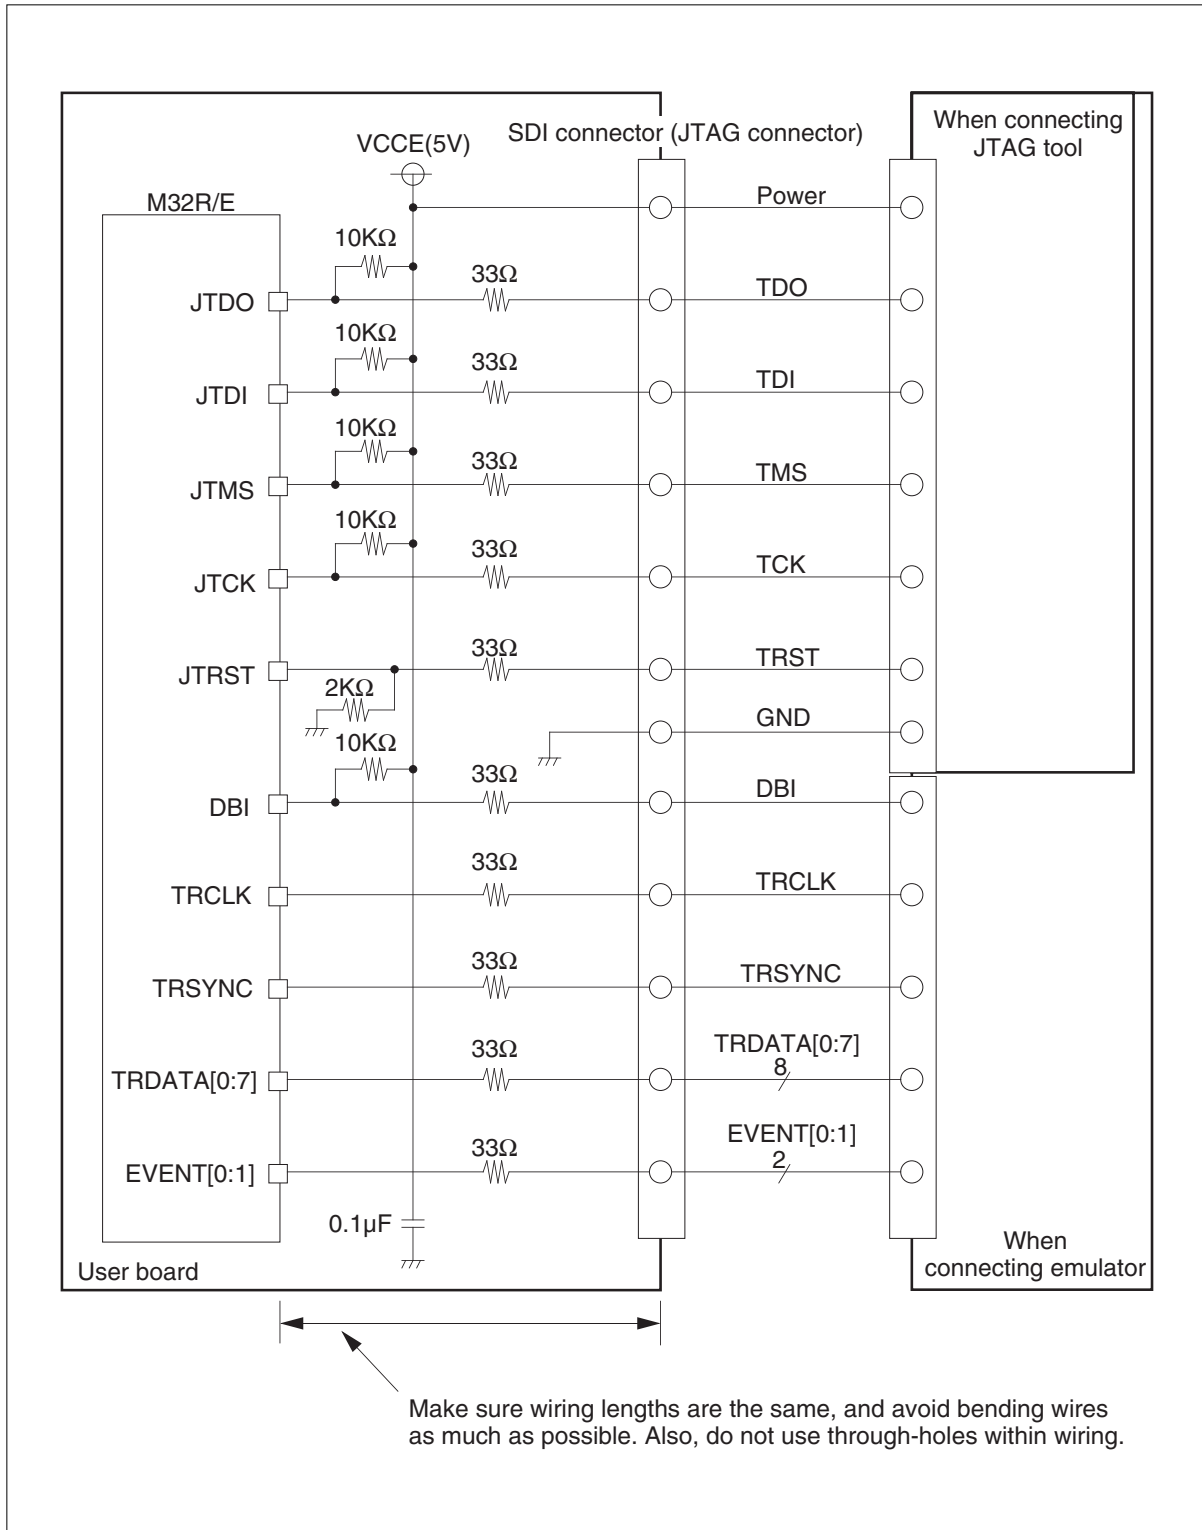 When connecting
JTAG tool
SDI connector (JTAG connector)
VCCE(5V)
M32R/E
Power
10KΩ
33Ω
TDO
JTDO
10KΩ
33Ω
TDI
JTDI
10KΩ
33Ω
TMS
JTMS
10KΩ
33Ω
TCK
JTCK
33Ω
TRST
JTRST
2KΩ
GND
10KΩ
33Ω
DBI
DBI
33Ω
TRCLK
TRCLK
33Ω
TRSYNC
TRSYNC
33Ω
TRDATA[0:7]
8
TRDATA[0:7]
33Ω
EVENT[0:1]
2
EVENT[0:1]
0.1µF
User board
When
connecting emulator
Make sure wiring lengths are the same, and avoid bending wires
as much as possible. Also, do not use through-holes within wiring.